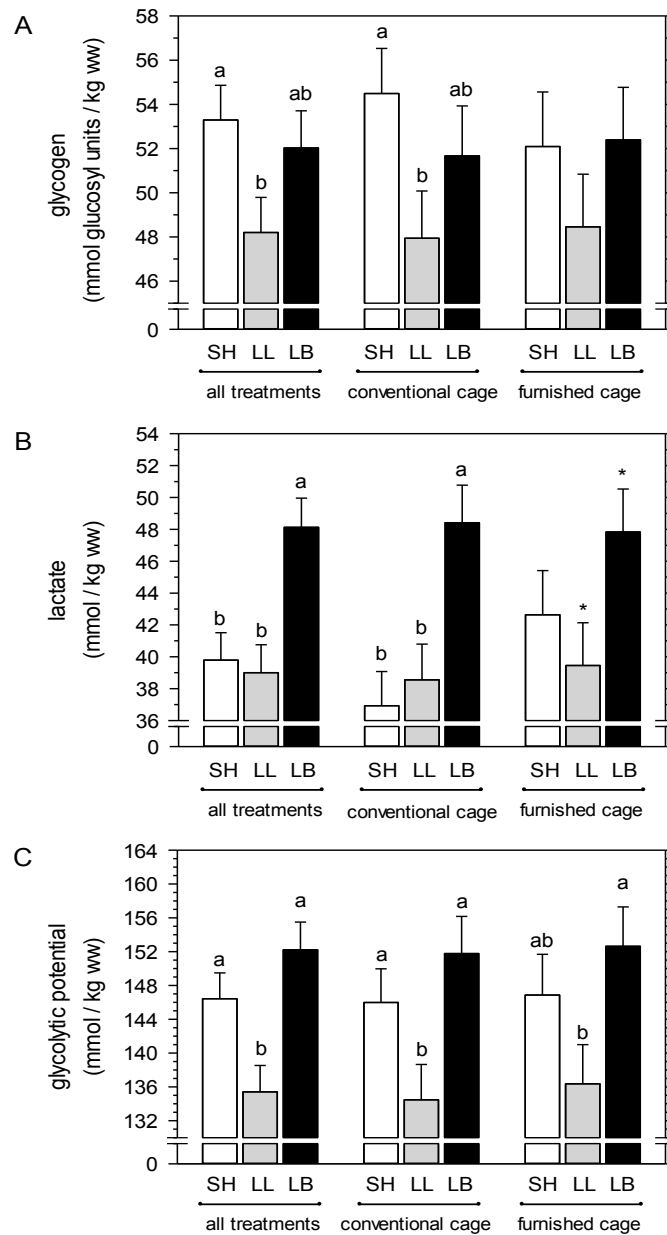 A
glycogen
(mmol glucosyl units / kg ww)
58
56
54
52
50
48
46
0
a
b
ab
a
b
ab
SH LL LB SH LL LB SH LL LB
all treatments conventional cage furnished cage
B
lactate
(mmol / kg ww)
54
52
50
48
46
44
42
40
38
36
0
b
b
a
b
b
a
*
*
SH LL LB SH LL LB SH LL LB
all treatments conventional cage furnished cage
C
glycolytic potential
(mmol / kg ww)
164
160
156
152
148
144
140
136
132
0
a
b
a
a
b
a
ab
b
a
SH LL LB SH LL LB SH LL LB
all treatments conventional cage furnished cage